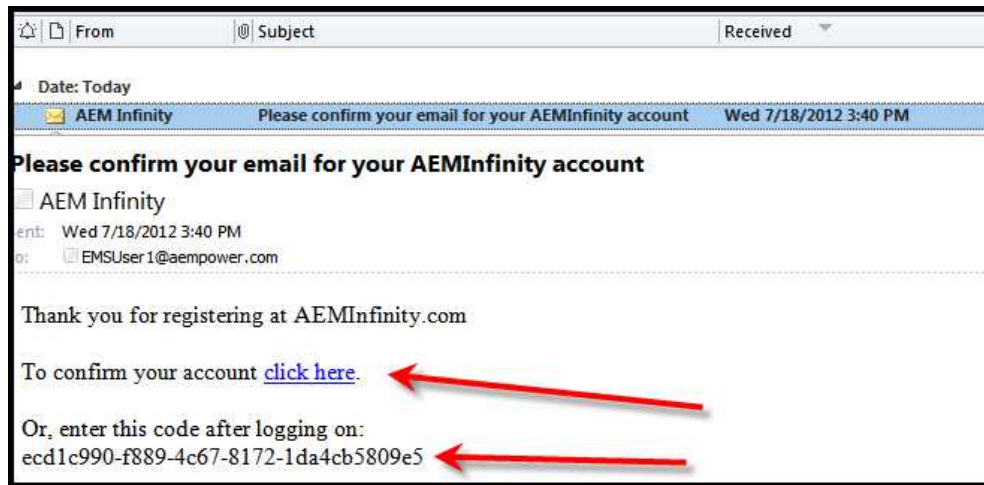 From Subject Received
Date: Today
AEM Infinity Please confirm your email for your AEMInfinity account Wed 7/18/2012 3:40 PM
Please confirm your email for your AEMInfinity account
AEM Infinity
ent: Wed 7/18/2012 3:40 PM
o: EMSUser1@aempower.com
Thank you for registering at AEMInfinity.com
To confirm your account click here.
Or, enter this code after logging on:
ecd1c990-f889-4c67-8172-1da4cb5809e5